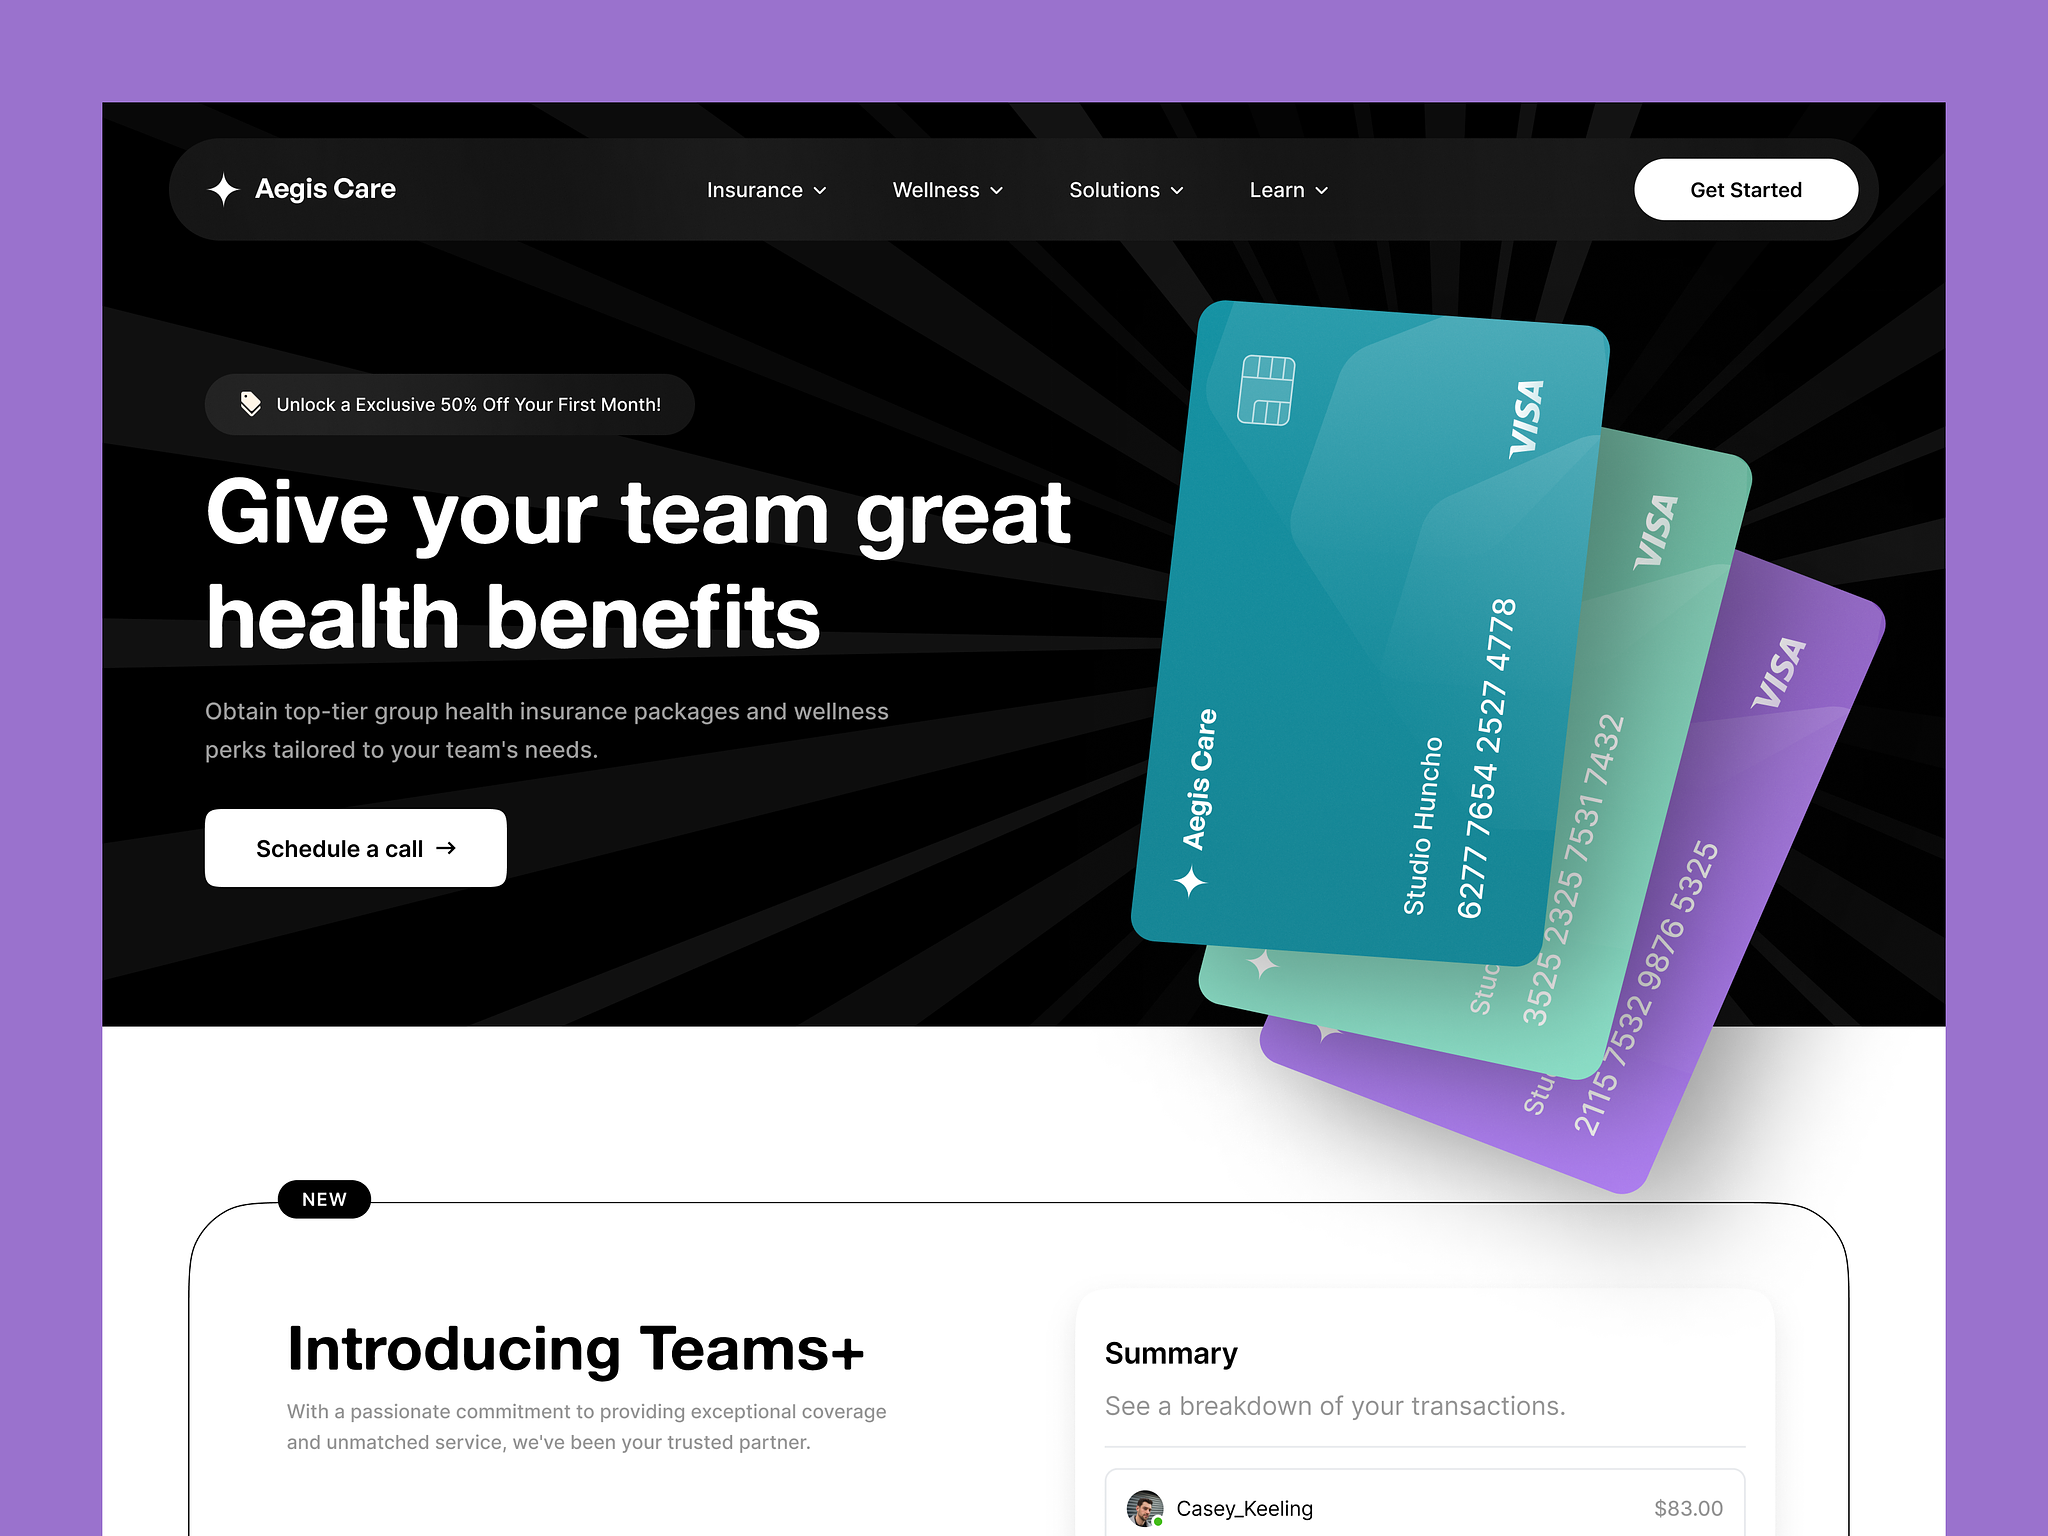 Aegis Care
Insurance
Wellness
Solutions
Learn
Get Started
Unlock a Exclusive 50% Off Your First Month!
Give your team great
health benefits
Obtain top-tier group health insurance packages and wellness
perks tailored to your team's needs.
Schedule a call →
VISA
Aegis Care
Studio Huncho
6277 7654 2527 4778
VISA
Stud
3525 2325 7531 7432
VISA
Stu
2115 7532 9876 5325
NEW
Introducing Teams+
With a passionate commitment to providing exceptional coverage
and unmatched service, we've been your trusted partner.
Summary
See a breakdown of your transactions.
Casey_Keeling
$83.00